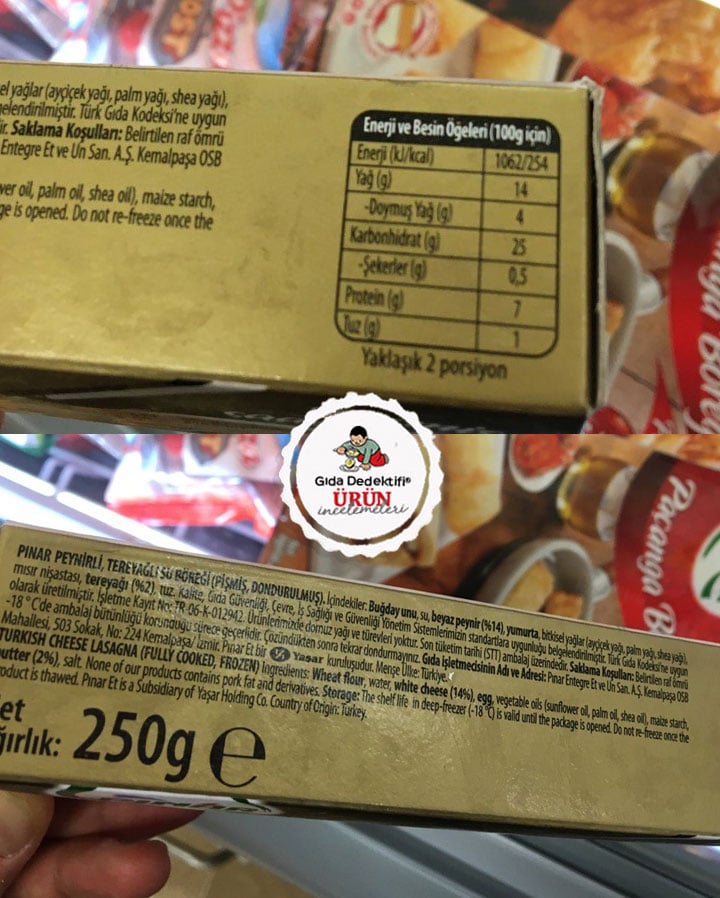 el yağlar (ayçiçek yağı, palm yağı, shea yağı),
elendirilmiştir. Türk Gıda Kodeksi'ne uygun
ir. Saklama Koşulları: Belirtilen raf ömrü
Entegre Et ve Un San. A.Ş. Kemalpaşa OSB
wer oil, palm oil, shea oil), maize starch,
ge is opened. Do not re-freeze once the
Enerji ve Besin Öğeleri (100g için)
Enerji (kJ/kcal) 1062/254
Yağ (g) 14
-Doymuş Yağ (g) 4
Karbonhidrat (g) 25
-Şekerler (g) 0,5
Protein (g) 7
Tuz (g) 1
Yaklaşık 2 porsiyon
Gıda Dedektifi®
ÜRÜN
incelemeleri
Paçanga B
PINAR PEYNİRLİ, TEREYAĞLI SU BÖREĞİ (PİŞMİŞ, DONDURULMUŞ). İçindekiler: Buğday unu, su, beyaz peynir (%14), yumurta, bitkisel yağlar (ayçiçek yağı, palm yağı, shea yağı),
mısır nişastası, tereyağı (%2), tuz. Kalite, Gıda Güvenliği, Çevre, İş Sağlığı ve Güvenliği Yönetim Sistemlerimizin standartlara uygunluğu belgelendirilmiştir. Türk Gıda Kodeksi'ne uygun
olarak üretilmiştir. İşletme Kayıt No: TR-06-K-012942. Ürünlerimizde domuz yağı ve türevleri yoktur. Son tüketim tarihi (STT) ambalaj üzerindedir. Saklama Koşulları: Belirtilen raf ömrü
-18 °C'de ambalaj bütünlüğü korunduğu sürece geçerlidir. Çözündükten sonra tekrar dondurmayınız. Gıda İşletmecisinin Adı ve Adresi: Pınar Entegre Et ve Un San. A.Ş. Kemalpaşa OSB
Mahallesi, 503 Sokak, No: 224 Kemalpaşa/ İzmir. Pınar Et bir Yaşar kuruluşudur. Menşe Ülke: Türkiye.
TURKISH CHEESE LASAGNA (FULLY COOKED, FROZEN) Ingredients: Wheat flour, water, white cheese (14%), egg, vegetable oils (sunflower oil, palm oil, shea oil), maize starch,
utter (2%), salt. None of our products contain pork fat and derivatives. Storage: The shelf life in deep-freezer (-18 °C) is valid until the package is opened. Do not re-freeze once the
oduct is thawed. Pınar Et is a Subsidiary of Yaşar Holding Co. Country of Origin: Turkey.
et
ğırlık: 250g e